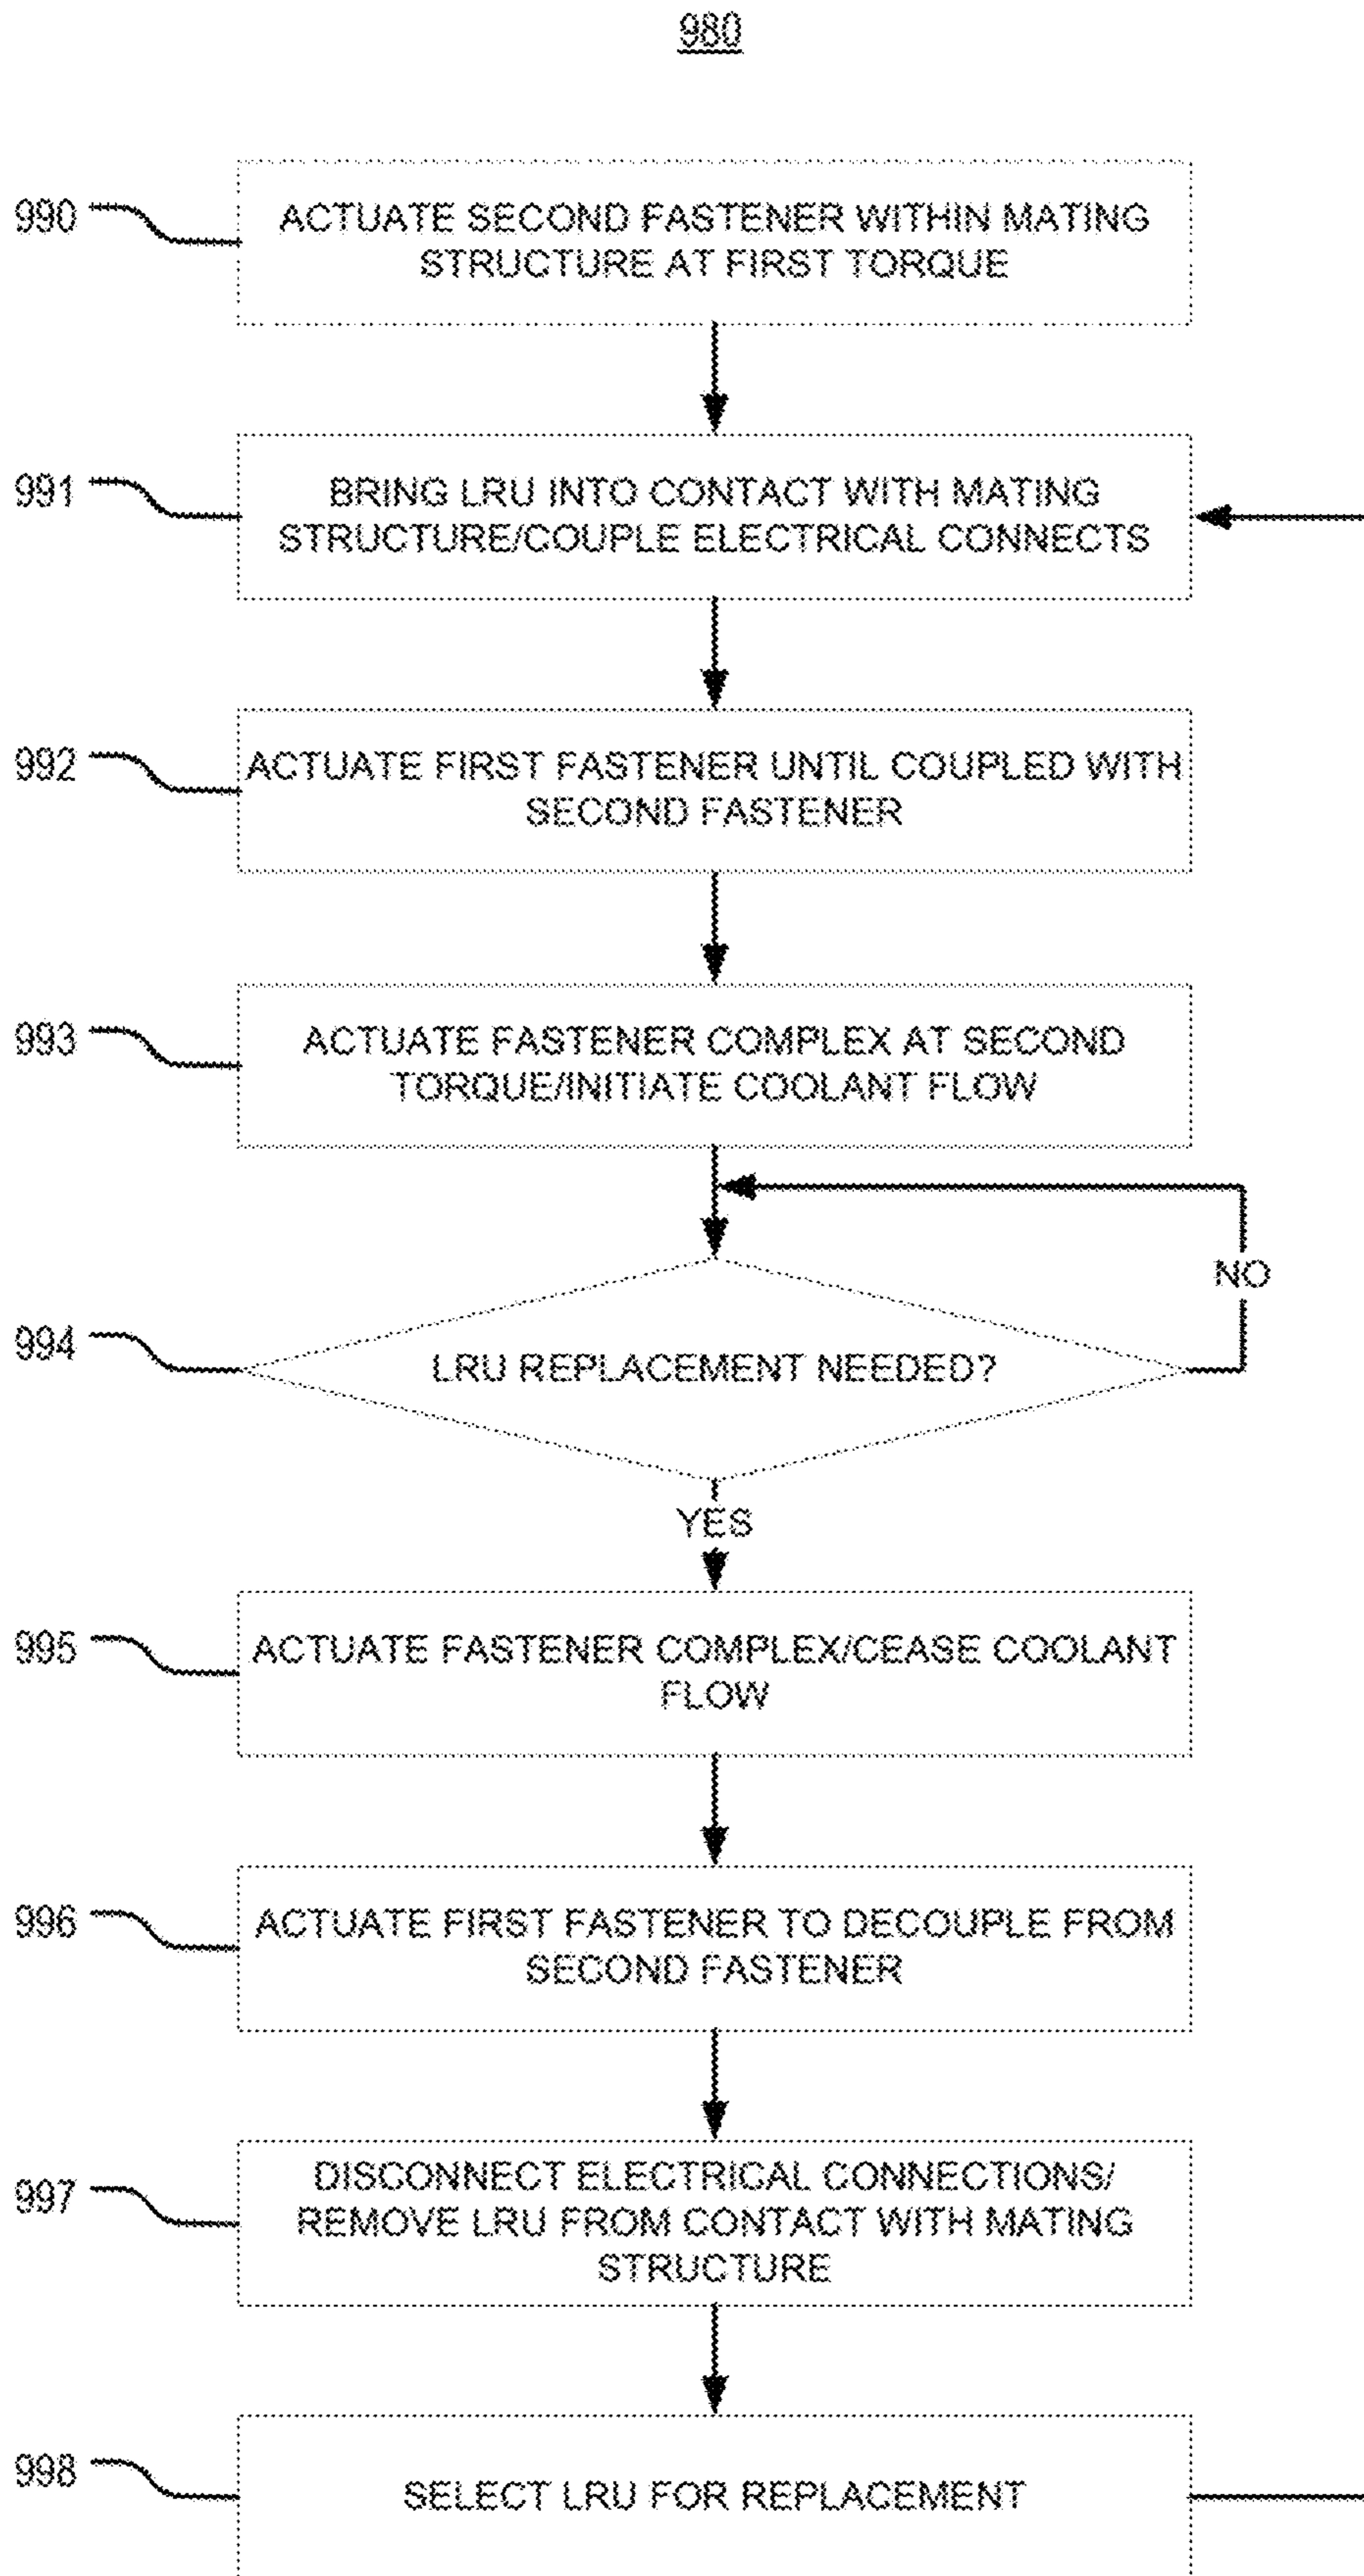 980
990
ACTUATE SECOND FASTENER WITHIN MATING
STRUCTURE AT FIRST TORQUE
991
BRING LRU INTO CONTACT WITH MATING
STRUCTURE/COUPLE ELECTRICAL CONNECTS
992
ACTUATE FIRST FASTENER UNTIL COUPLED WITH
SECOND FASTENER
993
ACTUATE FASTENER COMPLEX AT SECOND
TORQUE/INITIATE COOLANT FLOW
NO
994
LRU REPLACEMENT NEEDED?
YES
995
ACTUATE FASTENER COMPLEX/CEASE COOLANT
FLOW
996
ACTUATE FIRST FASTENER TO DECOUPLE FROM
SECOND FASTENER
997
DISCONNECT ELECTRICAL CONNECTIONS/
REMOVE LRU FROM CONTACT WITH MATING
STRUCTURE
998
SELECT LRU FOR REPLACEMENT